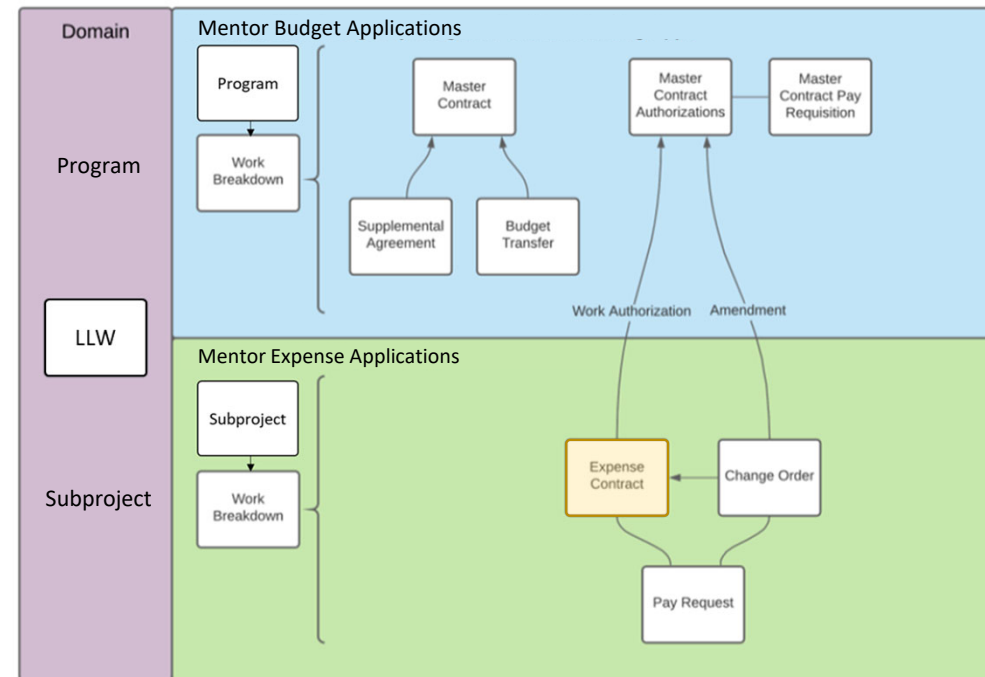 Domain
Mentor Budget Applications
Program
Work
Breakdown
Master
Contract
Master
Contract
Authorizations
Master
Contract Pay
Requisition
Program
Supplemental
Agreement
Budget
Transfer
Work Authorization
Amendment
LLW
Mentor Expense Applications
Subproject
Work
Breakdown
Subproject
Expense
Contract
Change Order
Pay Request